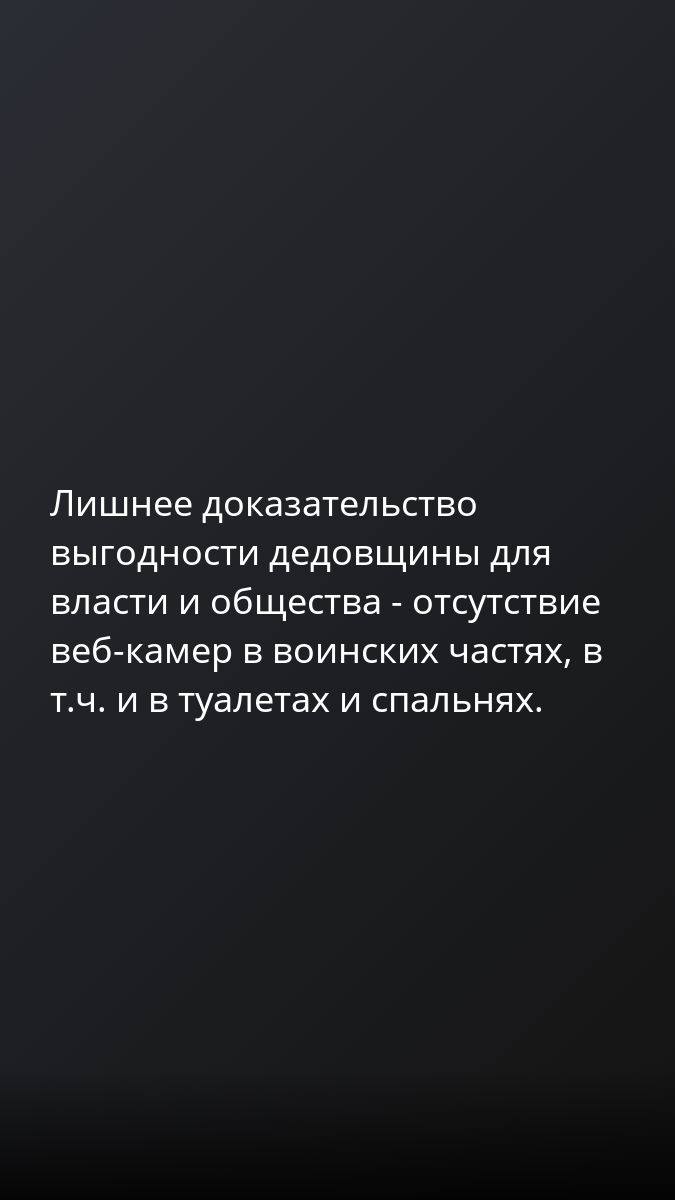 Лишнее доказательство
выгодности дедовщины для
власти и общества - отсутствие
веб-камер в воинских частях, в
т.ч. и в туалетах и спальнях.